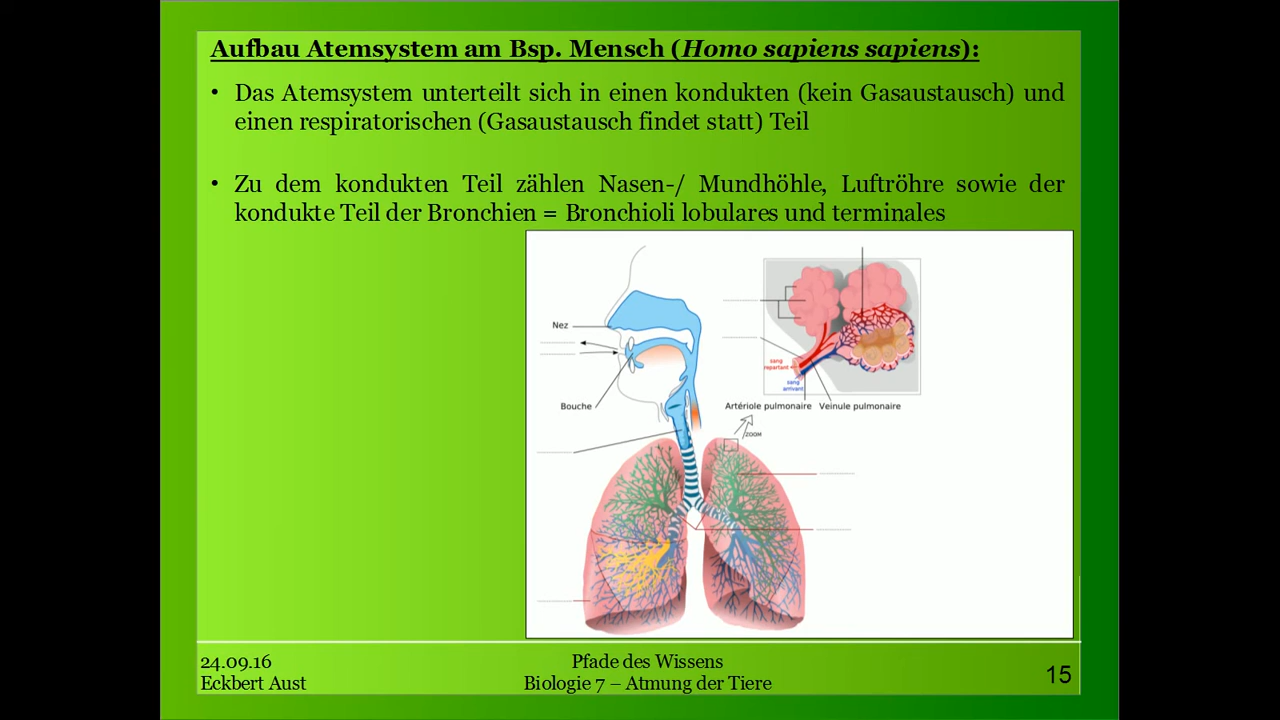 Aufbau Atemsystem am Bsp. Mensch (Homo sapiens sapiens):
• Das Atemsystem unterteilt sich in einen kondukten (kein Gasaustausch) und
einen respiratorischen (Gasaustausch findet statt) Teil
• Zu dem kondukten Teil zählen Nasen-/ Mundhöhle, Luftröhre sowie der
kondukte Teil der Bronchien = Bronchioli lobulares und terminales
Nez
Bouche
sang
repartant
sang
arrivant
Artériole pulmonaire Veinule pulmonaire
ZOOM
24.09.16
Eckbert Aust
Pfade des Wissens
Biologie 7 – Atmung der Tiere
15